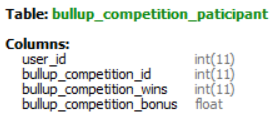 Table: bullup_competition_paticipant
Columns:
user_id int(11)
bullup_competition_id int(11)
bullup_competition_wins int(11)
bullup_competition_bonus float